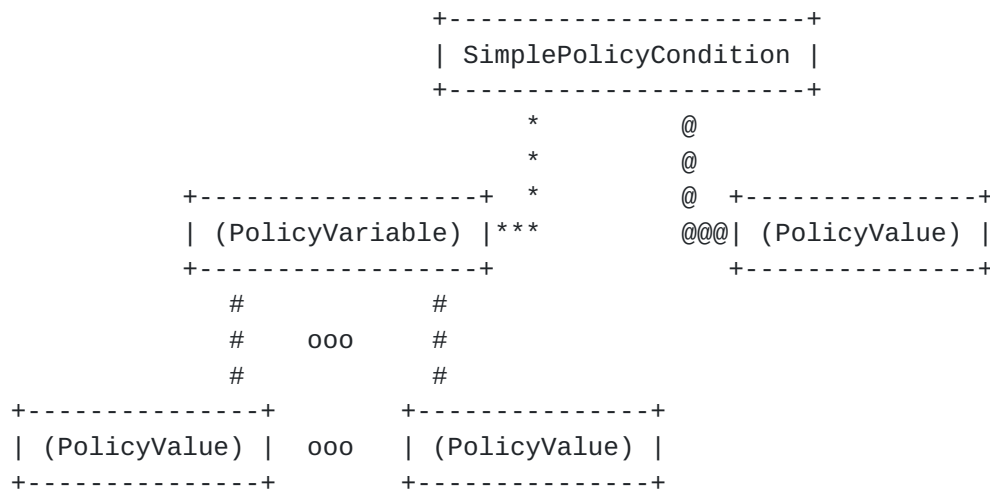 +-----------------------+
| SimplePolicyCondition |
+-----------------------+
* @
* @
+------------------+ * @ +---------------+
| (PolicyVariable) |*** @@@| (PolicyValue) |
+------------------+ +---------------+
# #
# ooo #
# #
+---------------+ +---------------+
| (PolicyValue) | ooo | (PolicyValue) |
+---------------+ +---------------+